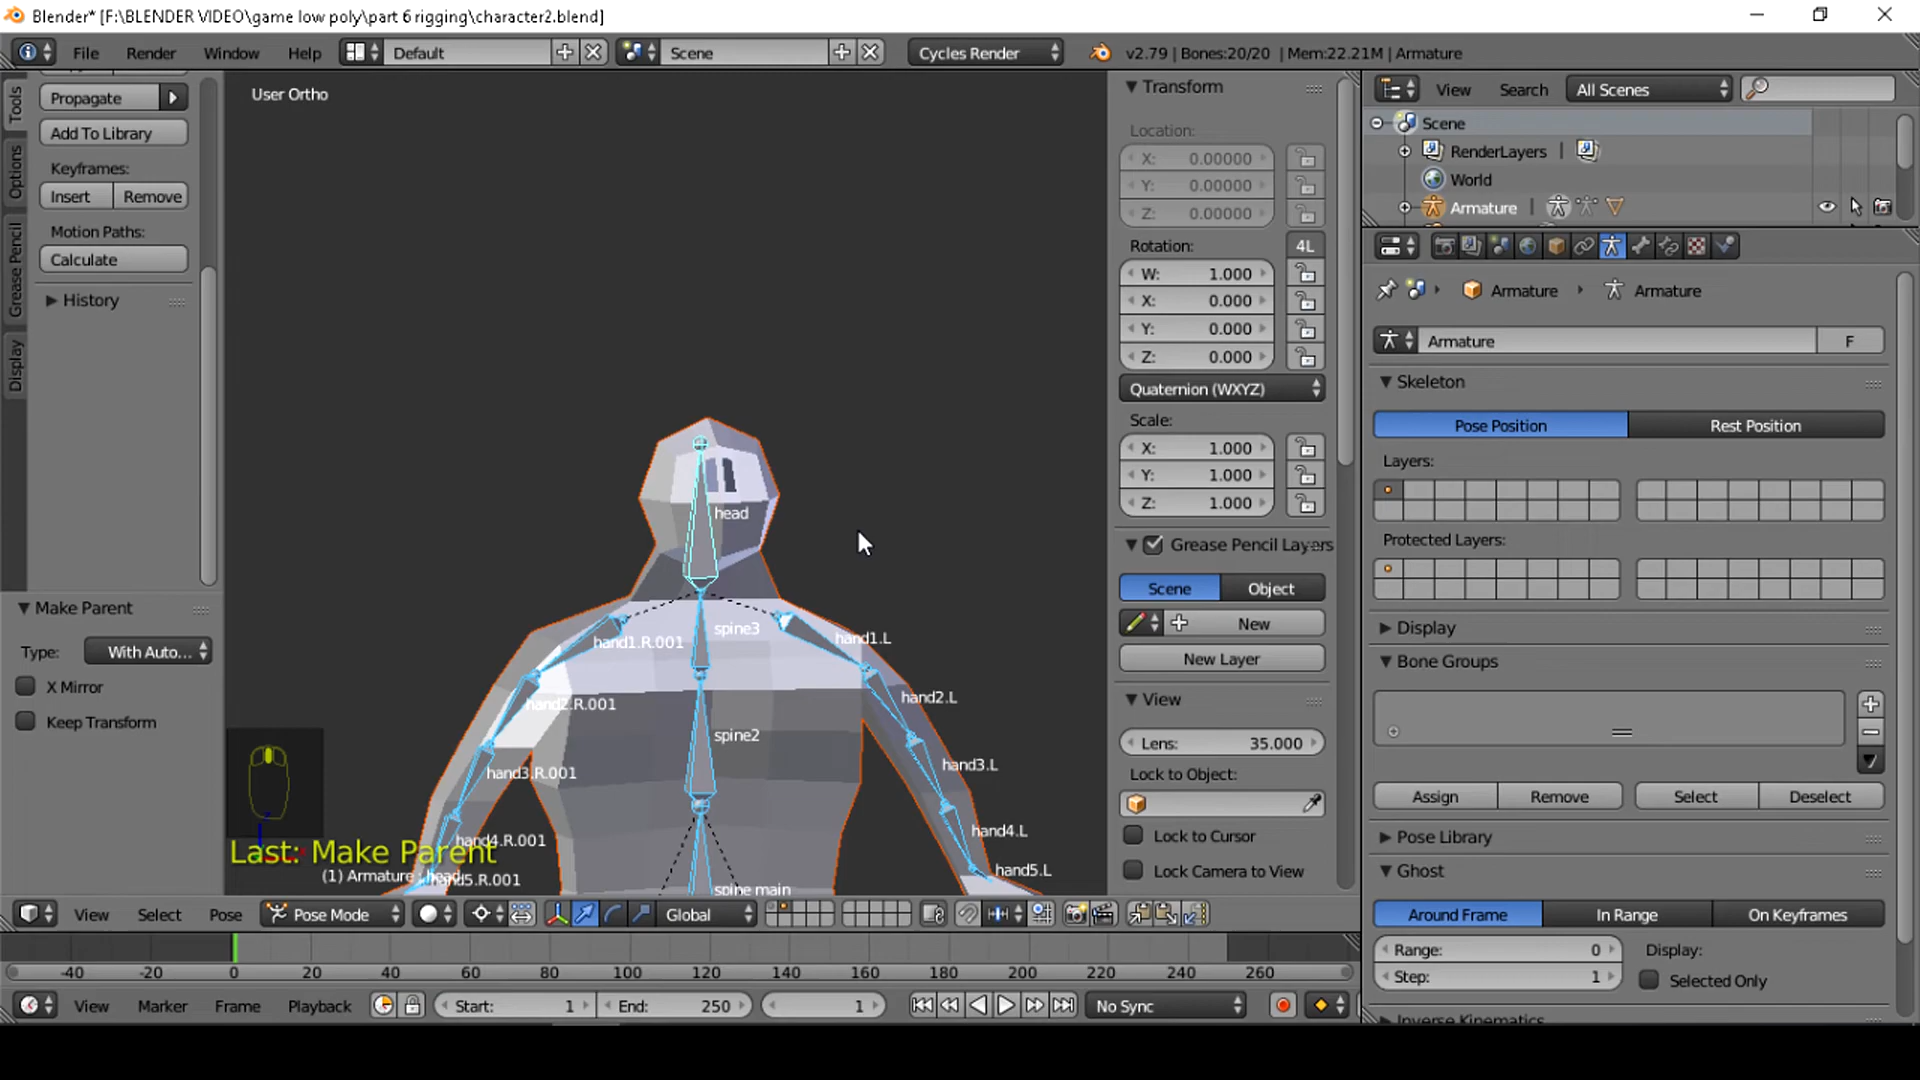 Blender* [F:\BLENDER VIDEO\game low poly\part 6 rigging\character2.blend]
File Render Window Help Default Scene Cycles Render v2.79 | Bones:20/20 | Mem:22.21M | Armature
Tools
Options
Grease Pencil
Display
Propagate
Add To Library
Keyframes:
Insert Remove
Motion Paths:
Calculate
History
Make Parent
Type: With Auto...
X Mirror
Keep Transform
User Ortho
head
spine3
hand1.R.001
hand1.L
hand2.R.001
hand2.L
spine2
hand3.R.001
hand3.L
hand4.R.001
hand4.L
Last: Make Parent
hand5.L
(1) Armature : head
hand5.R.001
spine main
Transform
Location:
X: 0.00000
Y: 0.00000
Z: 0.00000
Rotation: 4L
W: 1.000
X: 0.000
Y: 0.000
Z: 0.000
Quaternion (WXYZ)
Scale:
X: 1.000
Y: 1.000
Z: 1.000
Grease Pencil Layers
Scene Object
New
New Layer
View
Lens: 35.000
Lock to Object:
Lock to Cursor
Lock Camera to View
View Search All Scenes
Scene
RenderLayers
World
Armature
Armature Armature
Armature F
Skeleton
Pose Position Rest Position
Layers:
Protected Layers:
Display
Bone Groups
Assign Remove Select Deselect
Pose Library
Ghost
Around Frame In Range On Keyframes
Range: 0 Display:
Step: 1 Selected Only
Inverse Kinematics
View Select Pose Pose Mode Global
-40 -20 0 20 40 60 80 100 120 140 160 180 200 220 240 260
View Marker Frame Playback Start: 1 End: 250 1 No Sync